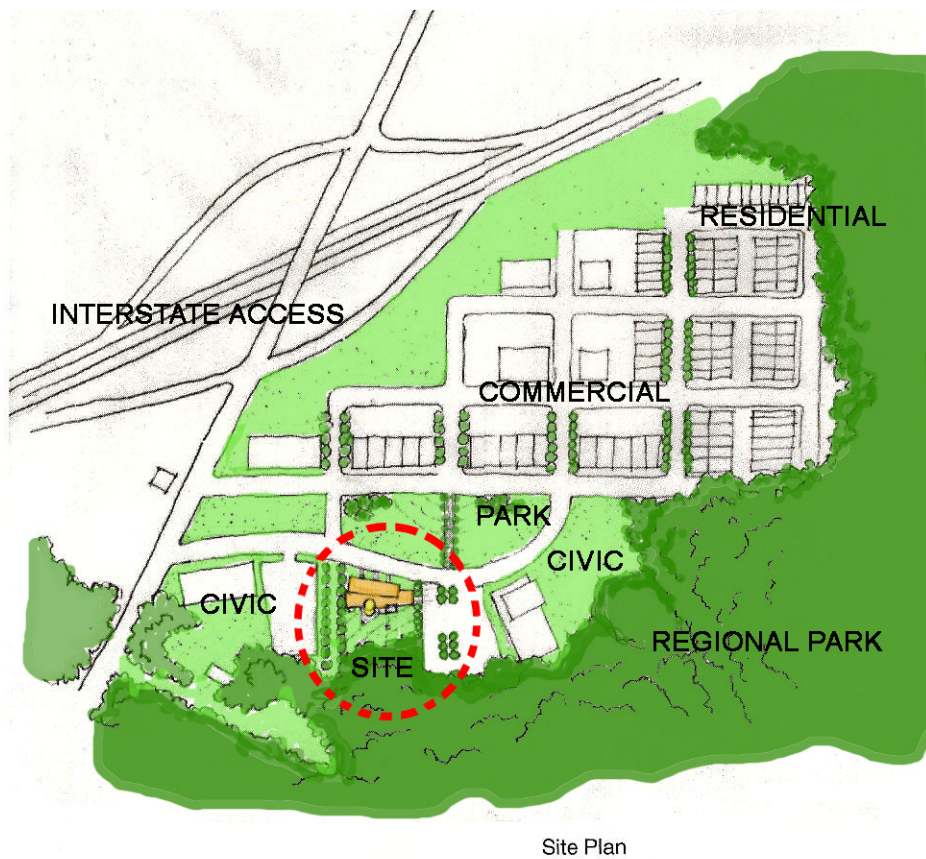 RESIDENTIAL
INTERSTATE ACCESS
COMMERCIAL
PARK
CIVIC
CIVIC
REGIONAL PARK
SITE
Site Plan